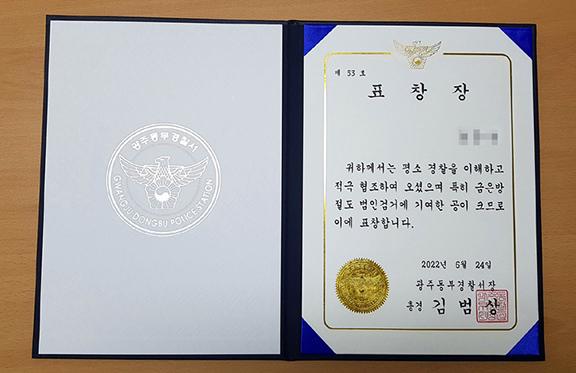 광주동부경찰서
GWANGJU DONGBU POLICE STATION
제 53 호
표 창 장
귀하께서는 평소 경찰을 이해하고
적극 협조하여 오셨으며 특히 금은방
절도 범인검거에 기여한 공이 크므로
이에 표창합니다.
2022년 6월 24일
광주동부경찰서장
총경 김 범 상